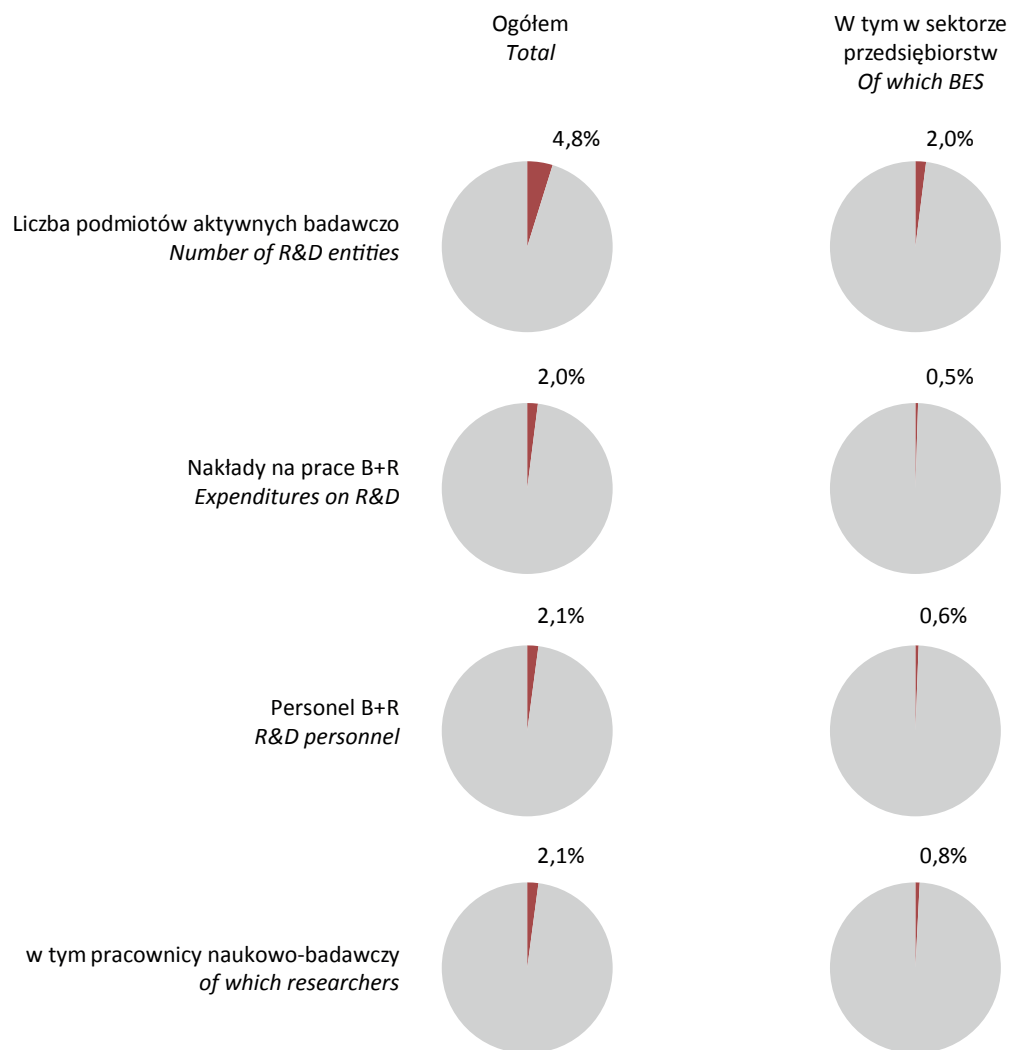 Ogółem
Total
W tym w sektorze
przedsiębiorstw
Of which BES
4,8%
2,0%
Liczba podmiotów aktywnych badawczo
Number of R&D entities
2,0%
0,5%
Nakłady na prace B+R
Expenditures on R&D
2,1%
0,6%
Personel B+R
R&D personnel
2,1%
0,8%
w tym pracownicy naukowo-badawczy
of which researchers